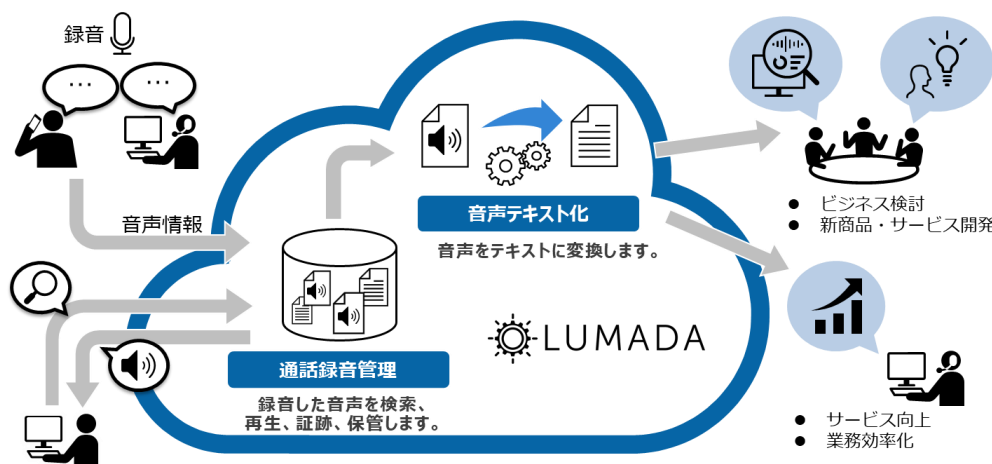 録音
…
…
音声情報
音声テキスト化
音声をテキストに変換します。
LUMADA
通話録音管理
録音した音声を検索、
再生、証跡、保管します。
● ビジネス検討
● 新商品・サービス開発
● サービス向上
● 業務効率化